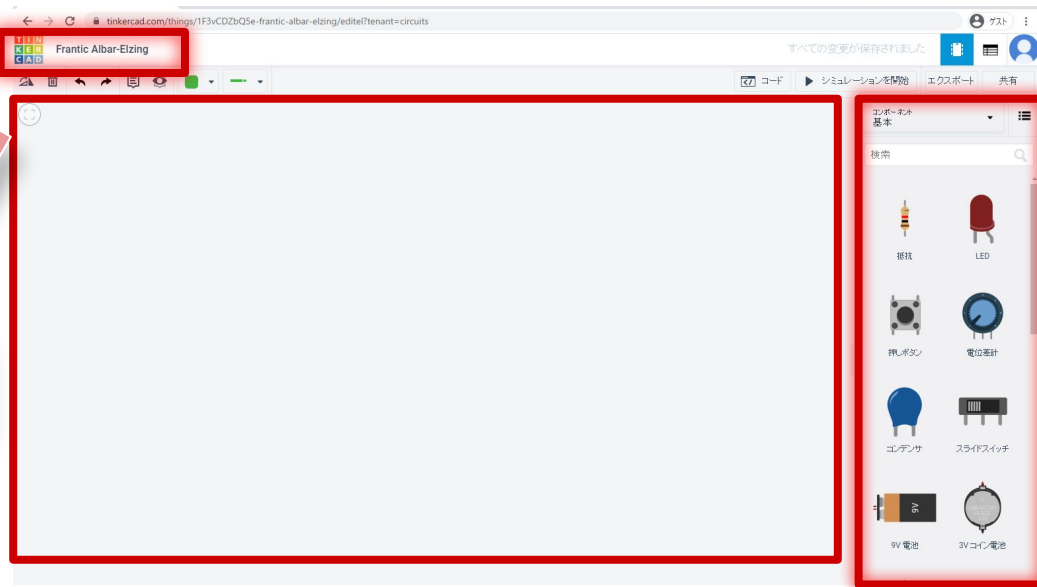 tinkercad.com/things/1F3vCDZbQ5e-frantic-albar-elzing/editel?tenant=circuits
ゲスト
TIN
KER
CAD
Frantic Albar-Elzing
すべての変更が保存されました
コード
シミュレーションを開始
エクスポート
共有
コンポーネント
基本
検索
抵抗
LED
押しボタン
電位差計
コンデンサ
スライドスイッチ
9V
9V 電池
3V コイン電池